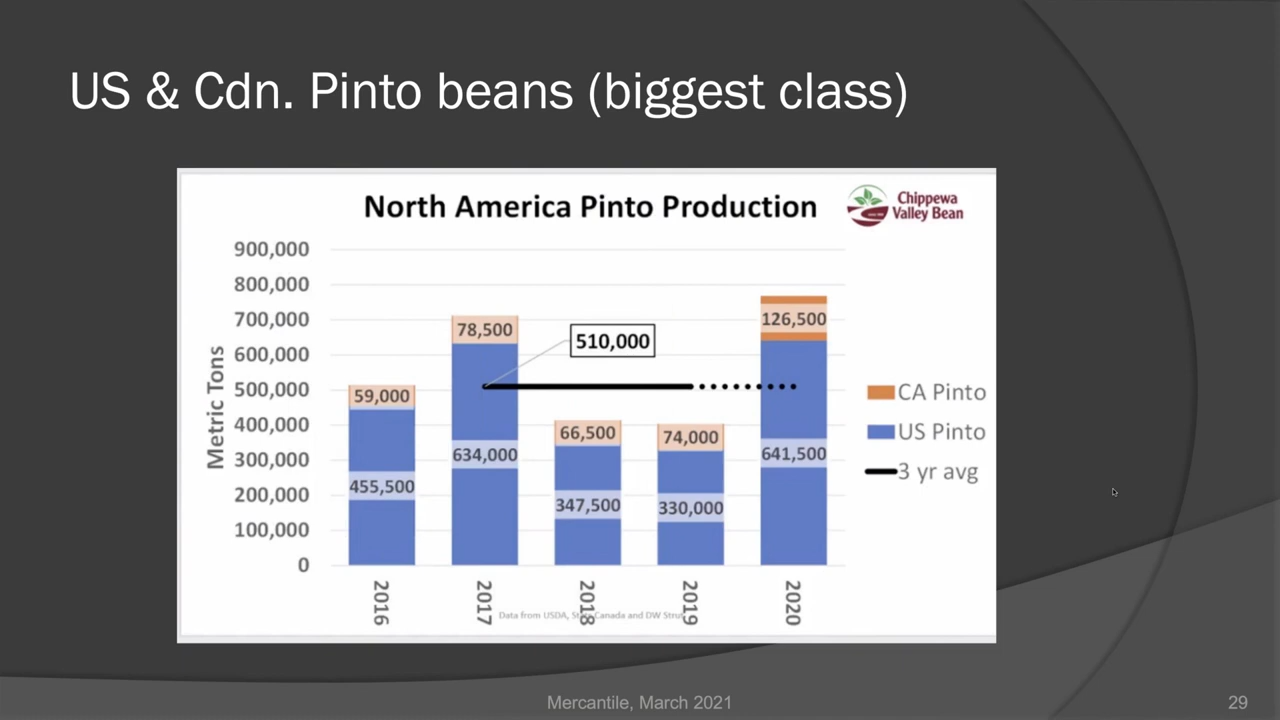 US & Cdn. Pinto beans (biggest class)
North America Pinto Production
Chippewa
Valley Bean
900,000
800,000
700,000
600,000
500,000
400,000
300,000
200,000
100,000
0
Metric Tons
59,000
455,500
78,500
634,000
510,000
66,500
347,500
74,000
330,000
126,500
641,500
CA Pinto
US Pinto
3 yr avg
2016
2017
2018
2019
2020
Data from USDA, Canada and DW
Mercantile, March 2021
29